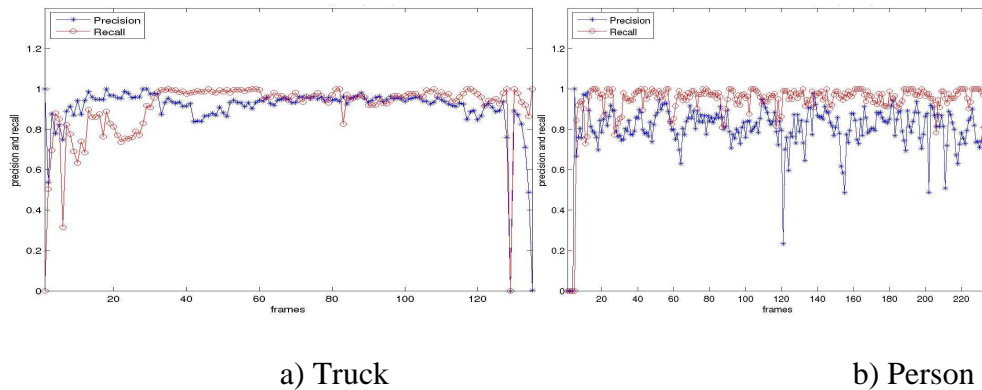 Precision
Recall
1.2
1
0.8
0.6
0.4
0.2
0
precision and recall
20 40 60 80 100 120
frames
a) Truck
Precision
Recall
1.2
1
0.8
0.6
0.4
0.2
0
precision and recall
20 40 60 80 100 120 140 160 180 200 220
frames
b) Person